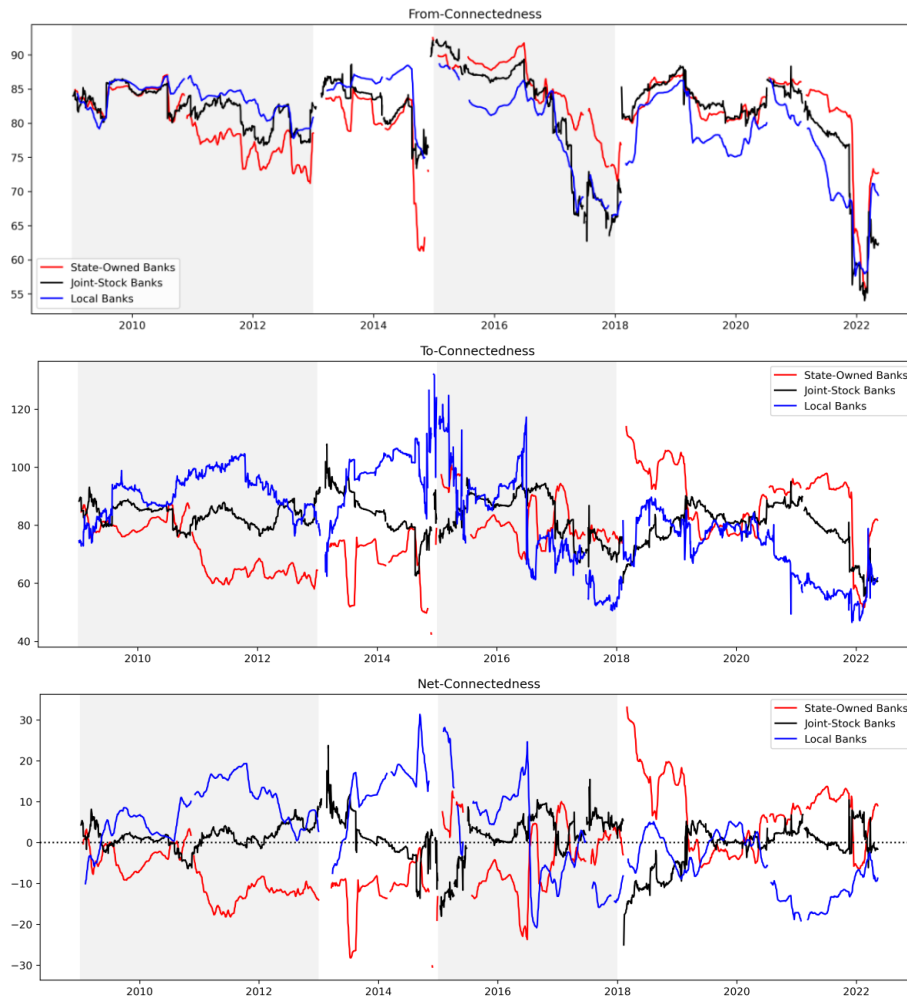 From-Connectedness
90
85
80
75
70
65
60
55
State-Owned Banks
Joint-Stock Banks
Local Banks
2010 2012 2014 2016 2018 2020 2022
To-Connectedness
120
100
80
60
40
State-Owned Banks
Joint-Stock Banks
Local Banks
2010 2012 2014 2016 2018 2020 2022
Net-Connectedness
30
20
10
0
−10
−20
−30
State-Owned Banks
Joint-Stock Banks
Local Banks
2010 2012 2014 2016 2018 2020 2022